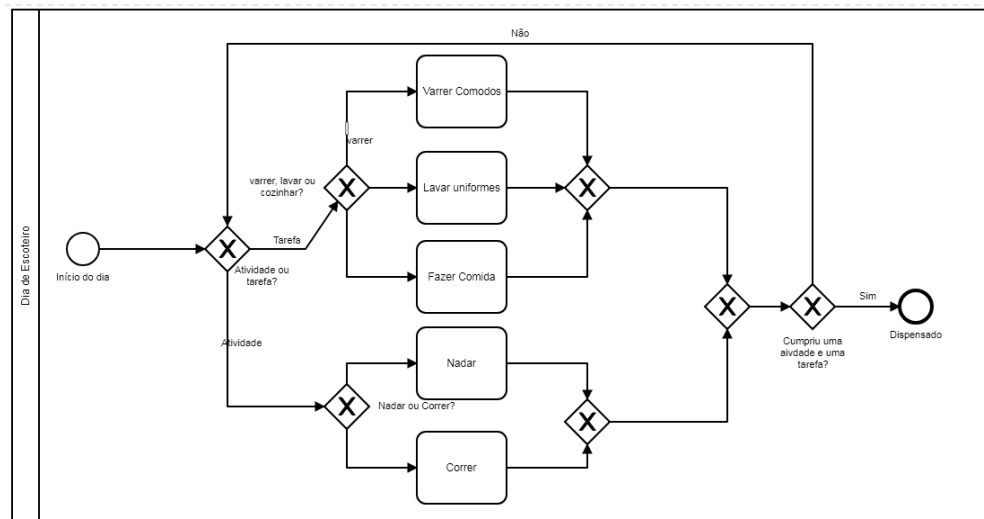 Dia de Escoteiro
Não
Varrer Comodos
varrer
varrer, lavar ou
cozinhar?
Lavar uniformes
Tarefa
Início do dia
Atividade ou
tarefa?
Fazer Comida
Sim
Dispensado
Cumpriu uma
aivdade e uma
tarefa?
Atividade
Nadar
Nadar ou Correr?
Correr